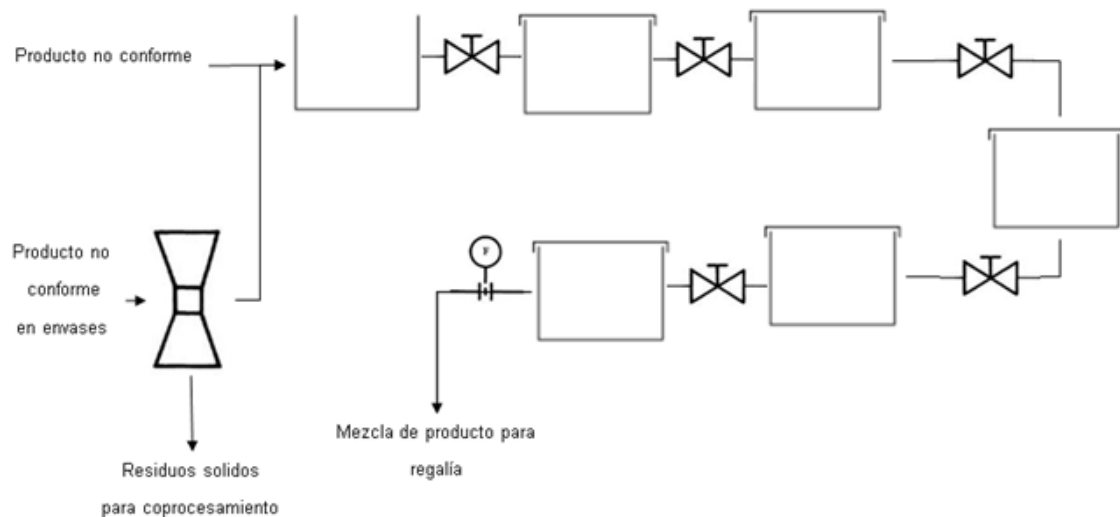 Producto no conforme
Producto no
conforme
en envases
F
Mezcla de producto para
regalía
Residuos solidos
para coprocesamiento